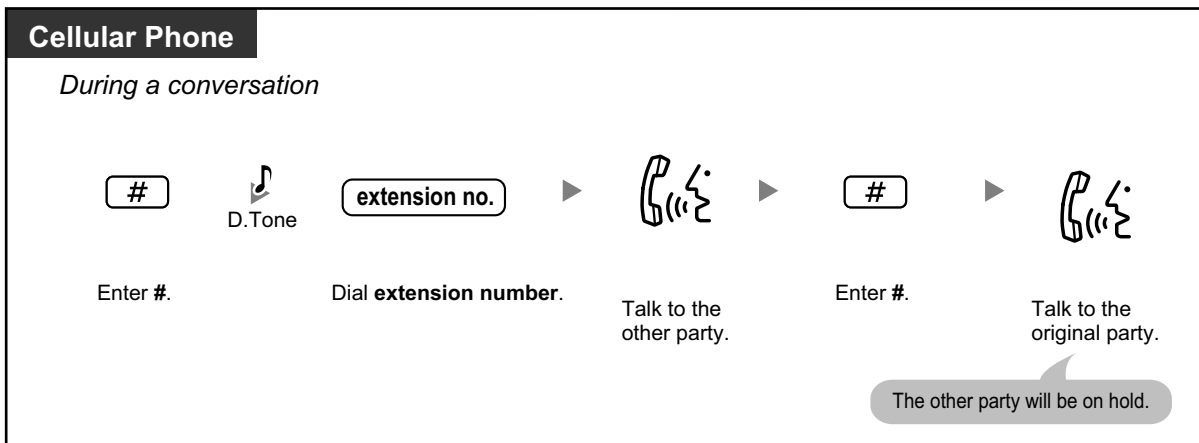 Cellular Phone
During a conversation
#
D.Tone
extension no.
#
Enter #.
Dial extension number.
Talk to the
other party.
Enter #.
Talk to the
original party.
The other party will be on hold.